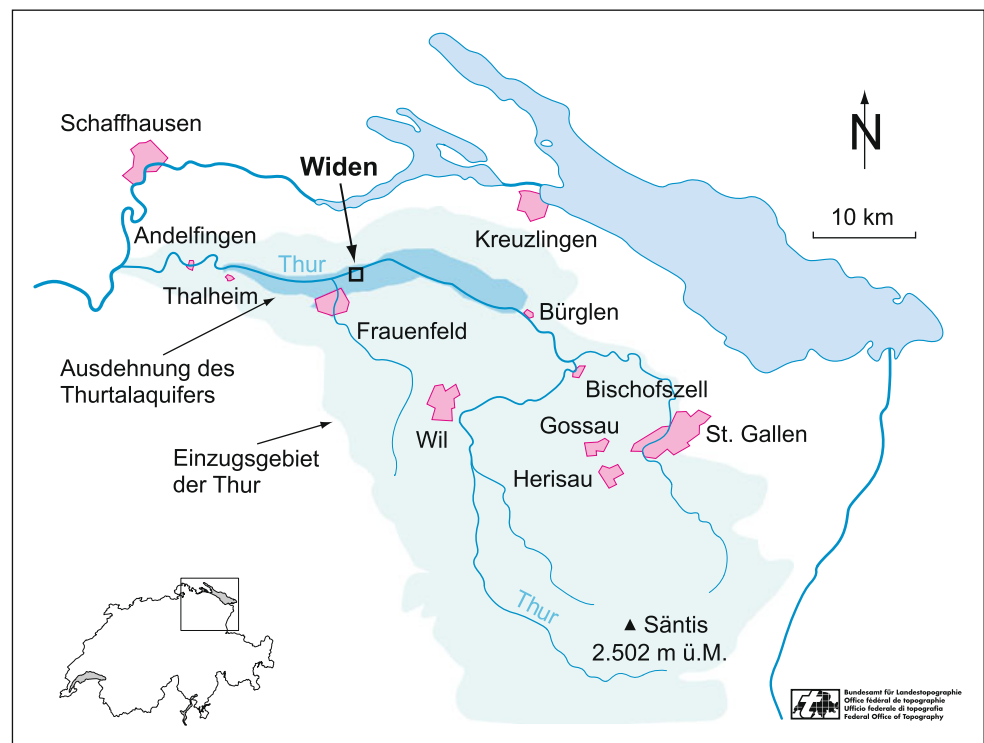 Schaffhausen
Widen
N
10 km
Andelfingen
Kreuzlingen
Thur
Thalheim
Bürglen
Frauenfeld
Ausdehnung des
Thurtalaquifers
Bischofszell
Gossau
St. Gallen
Wil
Einzugsgebiet
der Thur
Herisau
Thur
Säntis
2.502 m ü.M.
Bundesamt für Landestopographie
Office fédéral de topographie
Ufficio federale di topografia
Federal Office of Topography